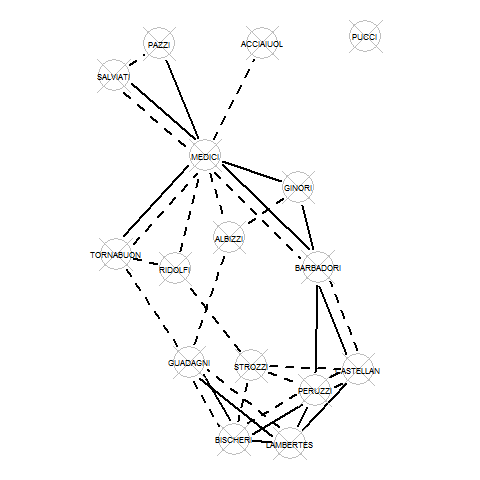 PAZZI
ACCIAIUOL
PUCCI
SALVIATI
MEDICI
GINORI
ALBIZZI
TORNABUON
RIDOLFI
BARBADORI
GUADAGNI
STROZZI
CASTELLAN
PERUZZI
BISCHERI
LAMBERTES